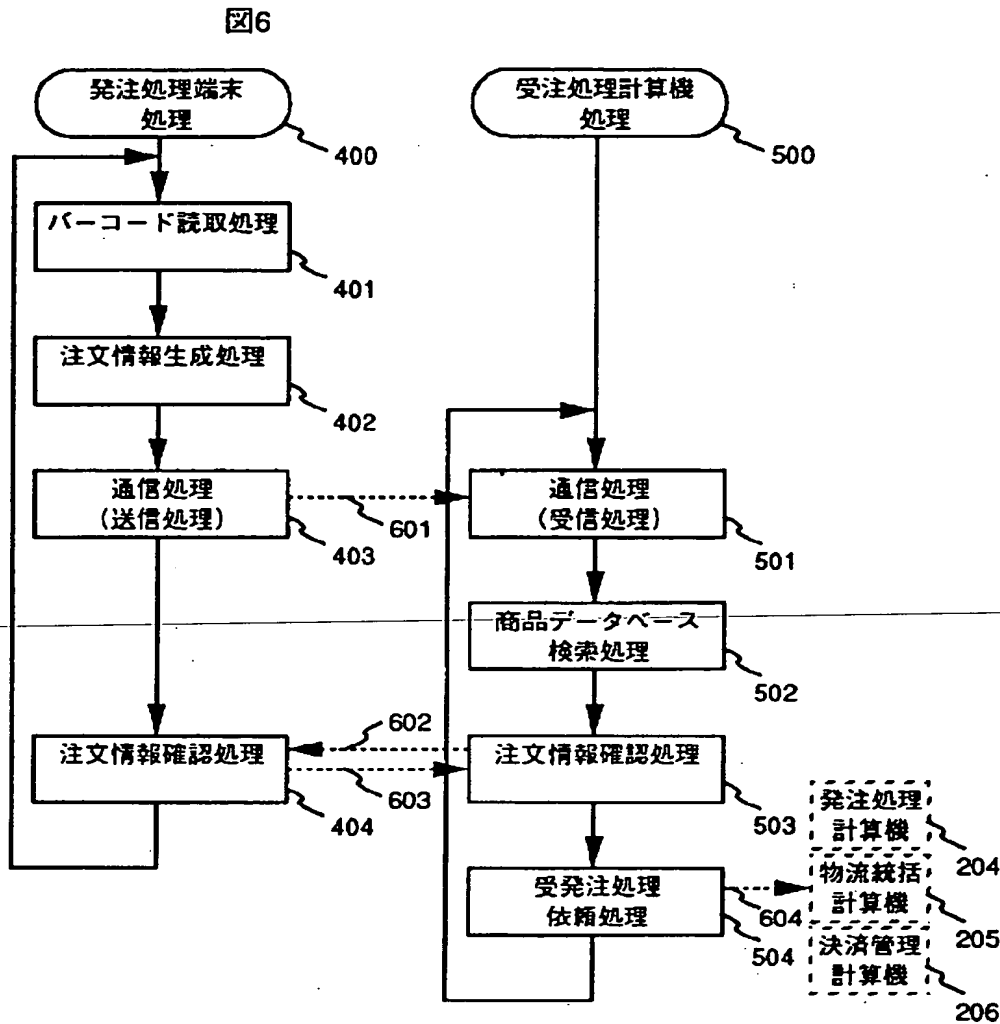 図6
発注処理端末
処理
400
バーコード読取処理
401
注文情報生成処理
402
通信処理
(送信処理)
403
601
注文情報確認処理
404
602
603
受注処理計算機
処理
500
通信処理
(受信処理)
501
商品データベース
検索処理
502
注文情報確認処理
503
受発注処理
依頼処理
504
604
発注処理
計算機
204
物流統括
計算機
205
決済管理
計算機
206